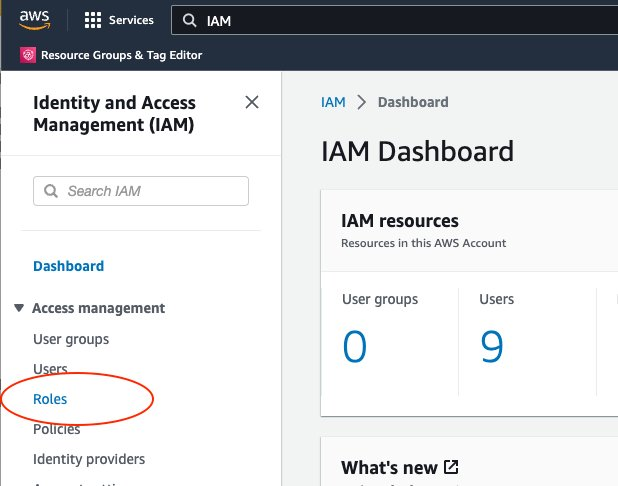 aws
Services
IAM
Resource Groups & Tag Editor
Identity and Access
Management (IAM)
Search IAM
Dashboard
Access management
User groups
Users
Roles
Policies
Identity providers
IAM > Dashboard
IAM Dashboard
IAM resources
Resources in this AWS Account
User groups
0
Users
9
What's new